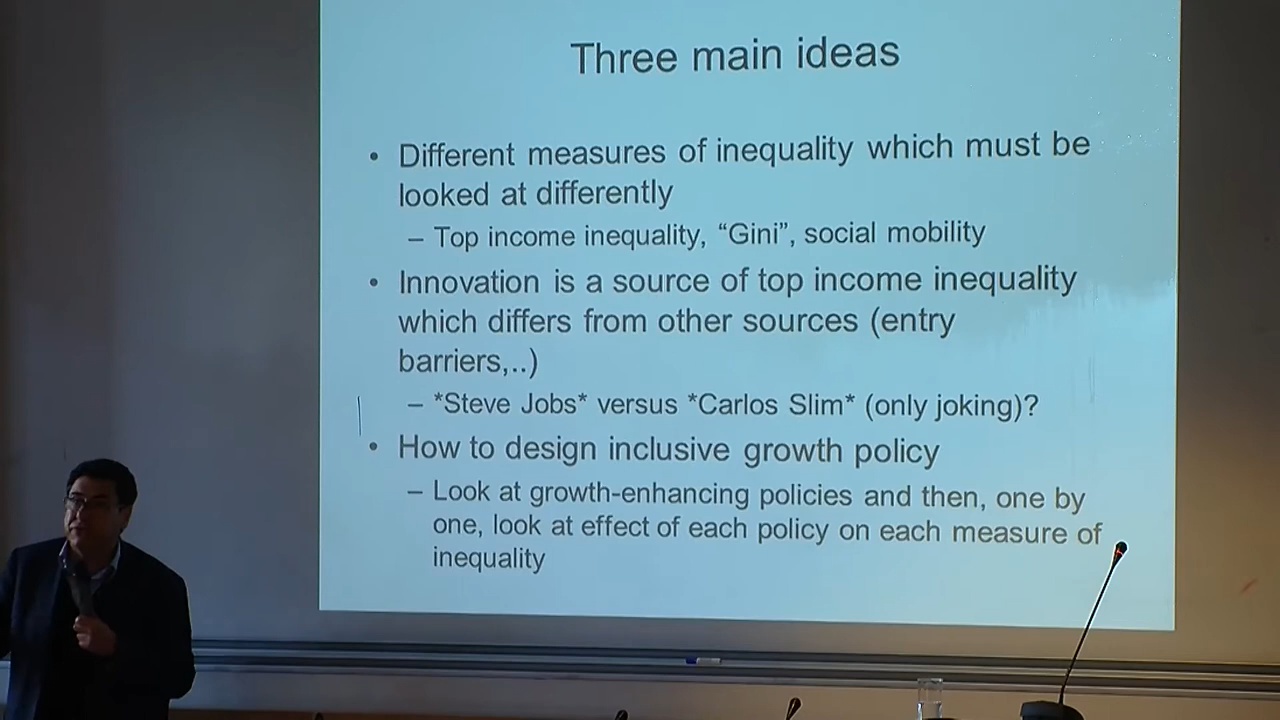 Three main ideas
• Different measures of inequality which must be
looked at differently
– Top income inequality, “Gini”, social mobility
• Innovation is a source of top income inequality
which differs from other sources (entry
barriers,..)
– *Steve Jobs* versus *Carlos Slim* (only joking)?
• How to design inclusive growth policy
– Look at growth-enhancing policies and then, one by
one, look at effect of each policy on each measure of
inequality